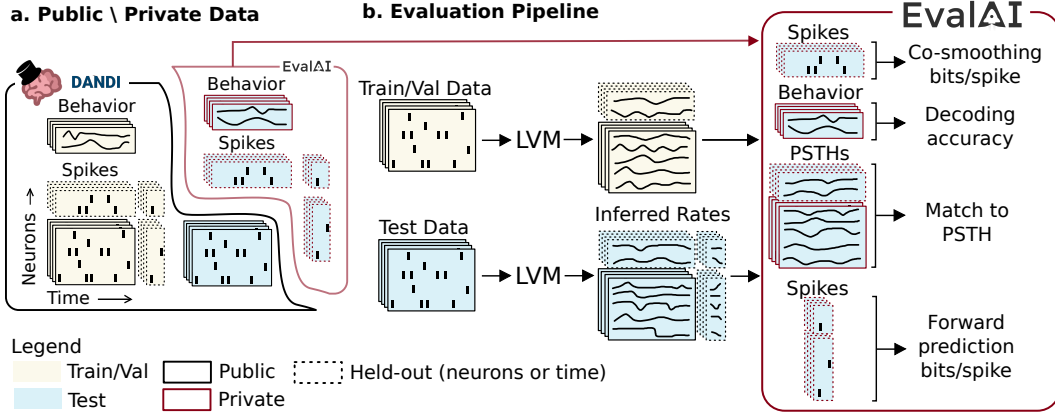 a. Public \ Private Data
b. Evaluation Pipeline
EvalAI
DANDI
EvalAI
Behavior
Behavior
Spikes
Spikes
Neurons →
Time →
Train/Val Data
LVM
Test Data
LVM
Inferred Rates
Spikes
Co-smoothing
bits/spike
Behavior
Decoding
accuracy
PSTHs
Match to
PSTH
Spikes
Forward
prediction
bits/spike
Legend
Train/Val
Public
Held-out (neurons or time)
Test
Private